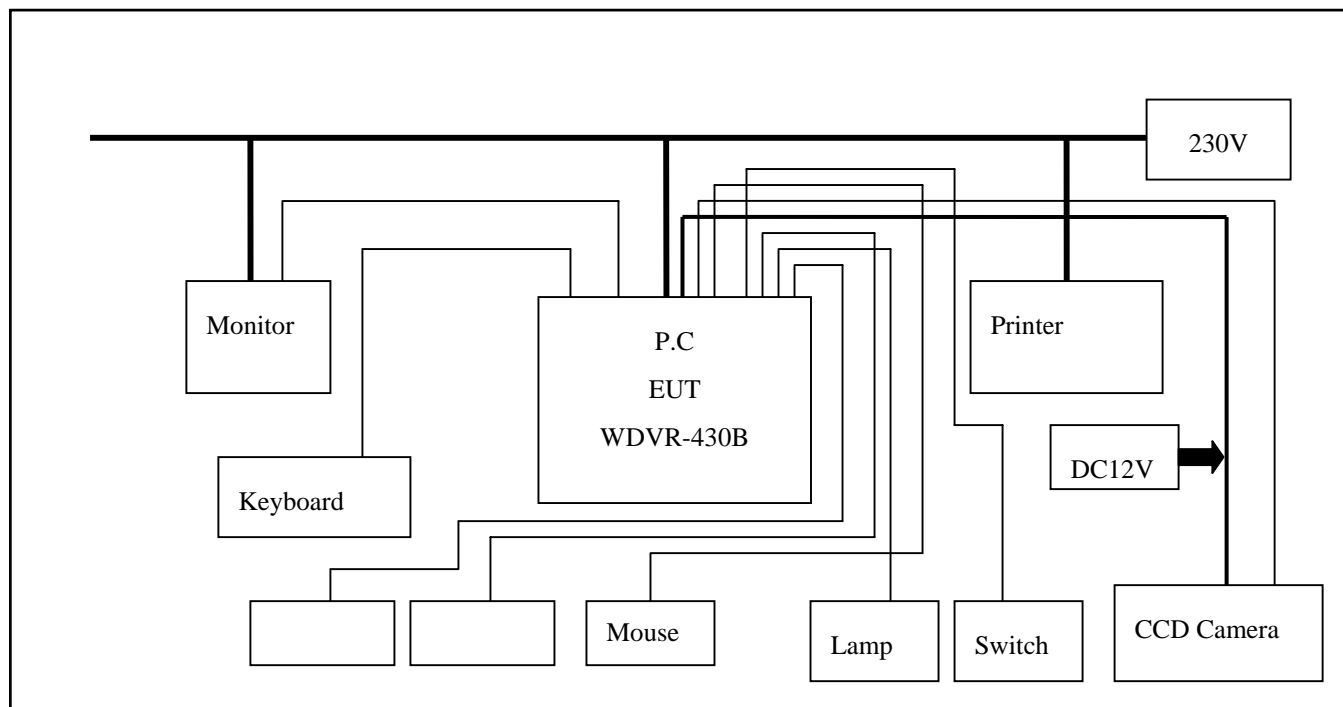 230V
Monitor
P.C
EUT
WDVR-430B
Printer
DC12V
Keyboard
Mouse
Lamp
Switch
CCD Camera